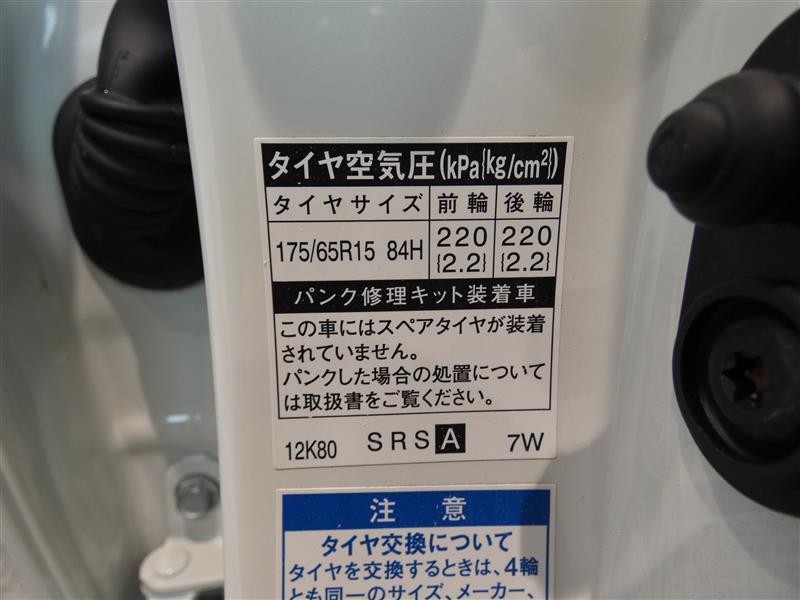 タイヤ空気圧(kPa{kg/cm²})
タイヤサイズ 前輪 後輪
175/65R15 84H 220{2.2} 220{2.2}
パンク修理キット装着車
この車にはスペアタイヤが装着
されていません。
パンクした場合の処置について
は取扱書をご覧ください。
12K80 SRS A 7W
注意
タイヤ交換について
タイヤを交換するときは、4輪
とも同一のサイズ、メーカー、